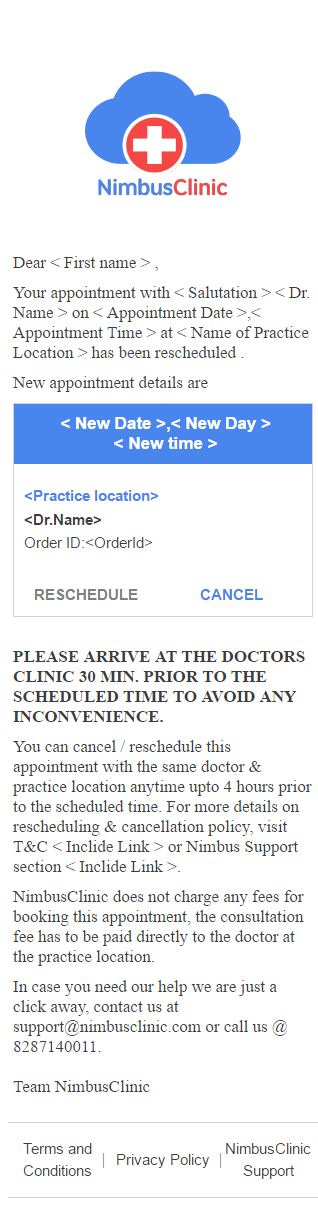 NimbusClinic
Dear < First name > ,
Your appointment with < Salutation > < Dr.
Name > on < Appointment Date >,<
Appointment Time > at < Name of Practice
Location > has been rescheduled .
New appointment details are
< New Date >,< New Day >
< New time >
<Practice location>
<Dr.Name>
Order ID:<OrderId>
RESCHEDULE CANCEL
PLEASE ARRIVE AT THE DOCTORS
CLINIC 30 MIN. PRIOR TO THE
SCHEDULED TIME TO AVOID ANY
INCONVENIENCE.
You can cancel / reschedule this
appointment with the same doctor &
practice location anytime upto 4 hours prior
to the scheduled time. For more details on
rescheduling & cancellation policy, visit
T&C < Inclide Link > or Nimbus Support
section < Inclide Link >.
NimbusClinic does not charge any fees for
booking this appointment, the consultation
fee has to be paid directly to the doctor at
the practice location.
In case you need our help we are just a
click away, contact us at
support@nimbusclinic.com or call us @
8287140011.
Team NimbusClinic
Terms and
Conditions
| Privacy Policy |
NimbusClinic
Support